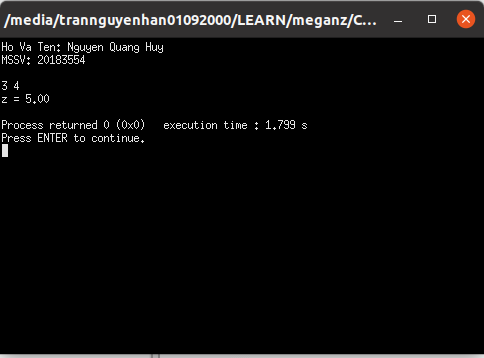 /media/trannguyenhan01092000/LEARN/meganz/C...
Ho Va Ten: Nguyen Quang Huy
MSSV: 20183554
3 4
z = 5.00
Process returned 0 (0x0)   execution time : 1.799 s
Press ENTER to continue.